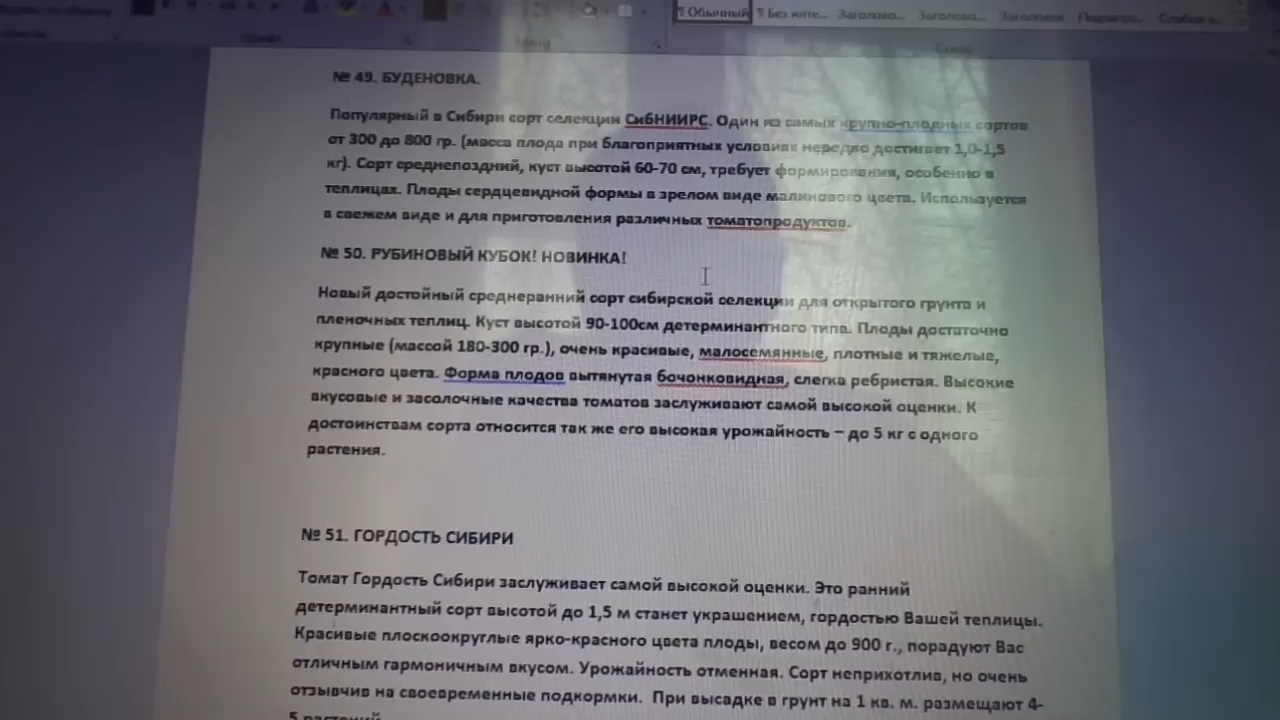 ¶ Обычный ¶ Без инте... Заголово... Заголово... Заголовок Подзагол... Слабое в...
№ 49. БУДЕНОВКА.
Популярный в Сибири сорт селекции СибНИИРС. Один из самых крупно-плодных сортов
от 300 до 800 гр. (масса плода при благоприятных условиях нередко достигает 1,0-1,5
кг). Сорт среднепоздний, куст высотой 60-70 см, требует формирования, особенно в
теплицах. Плоды сердцевидной формы в зрелом виде малинового цвета. Используется
в свежем виде и для приготовления различных томатопродуктов.
№ 50. РУБИНОВЫЙ КУБОК! НОВИНКА!
Новый достойный среднеранний сорт сибирской селекции для открытого грунта и
пленочных теплиц. Куст высотой 90-100см детерминантного типа. Плоды достаточно
крупные (массой 180-300 гр.), очень красивые, малосемянные, плотные и тяжелые,
красного цвета. Форма плодов вытянутая бочонковидная, слегка ребристая. Высокие
вкусовые и засолочные качества томатов заслуживают самой высокой оценки. К
достоинствам сорта относится так же его высокая урожайность – до 5 кг с одного
растения.
№ 51. ГОРДОСТЬ СИБИРИ
Томат Гордость Сибири заслуживает самой высокой оценки. Это ранний
детерминантный сорт высотой до 1,5 м станет украшением, гордостью Вашей теплицы.
Красивые плоскоокруглые ярко-красного цвета плоды, весом до 900 г., порадуют Вас
отличным гармоничным вкусом. Урожайность отменная. Сорт неприхотлив, но очень
отзывчив на своевременные подкормки. При высадке в грунт на 1 кв. м. размещают 4-
5 растений